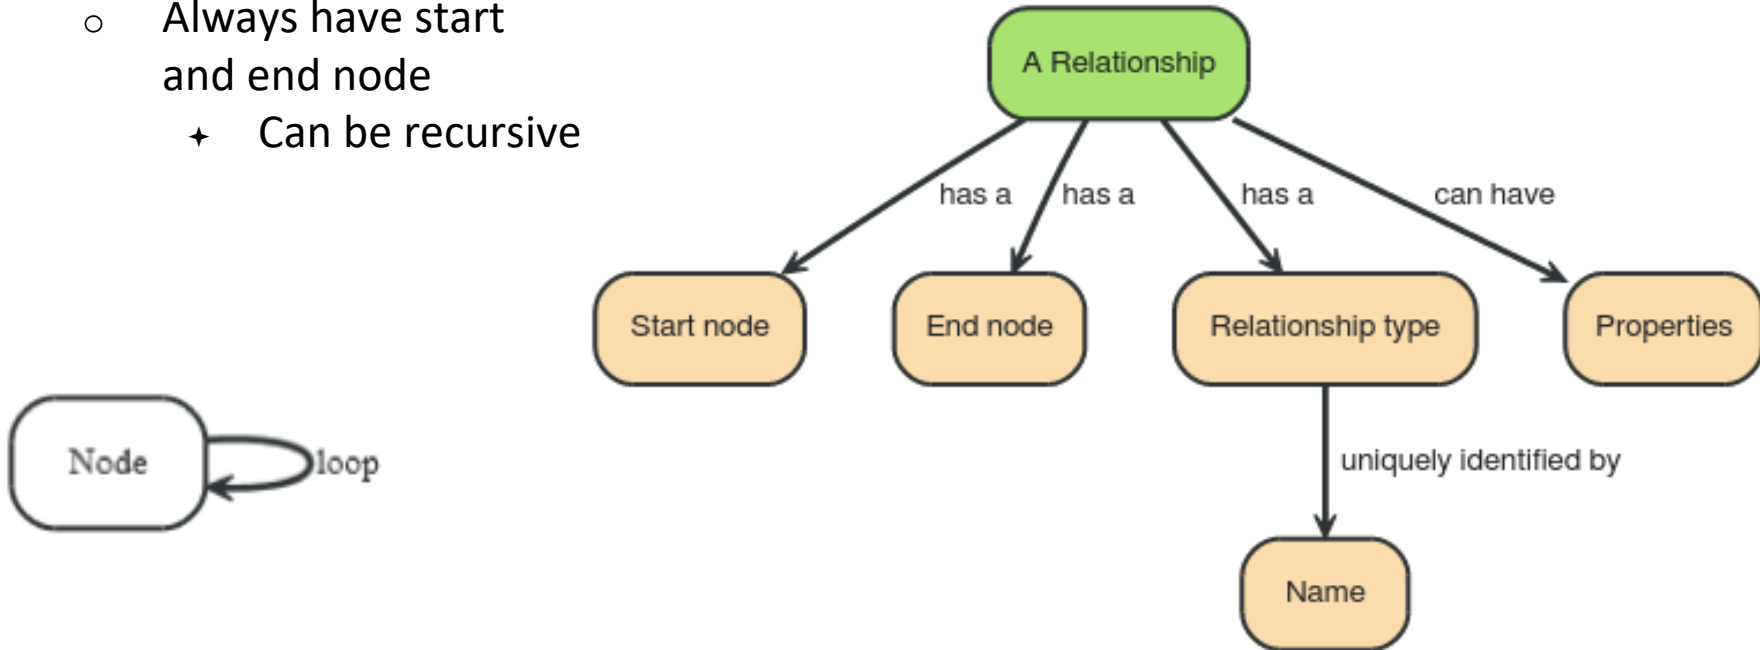 ○ Always have start
and end node
✦ Can be recursive
A Relationship
has a has a has a can have
Start node End node Relationship type Properties
Node loop
uniquely identified by
Name